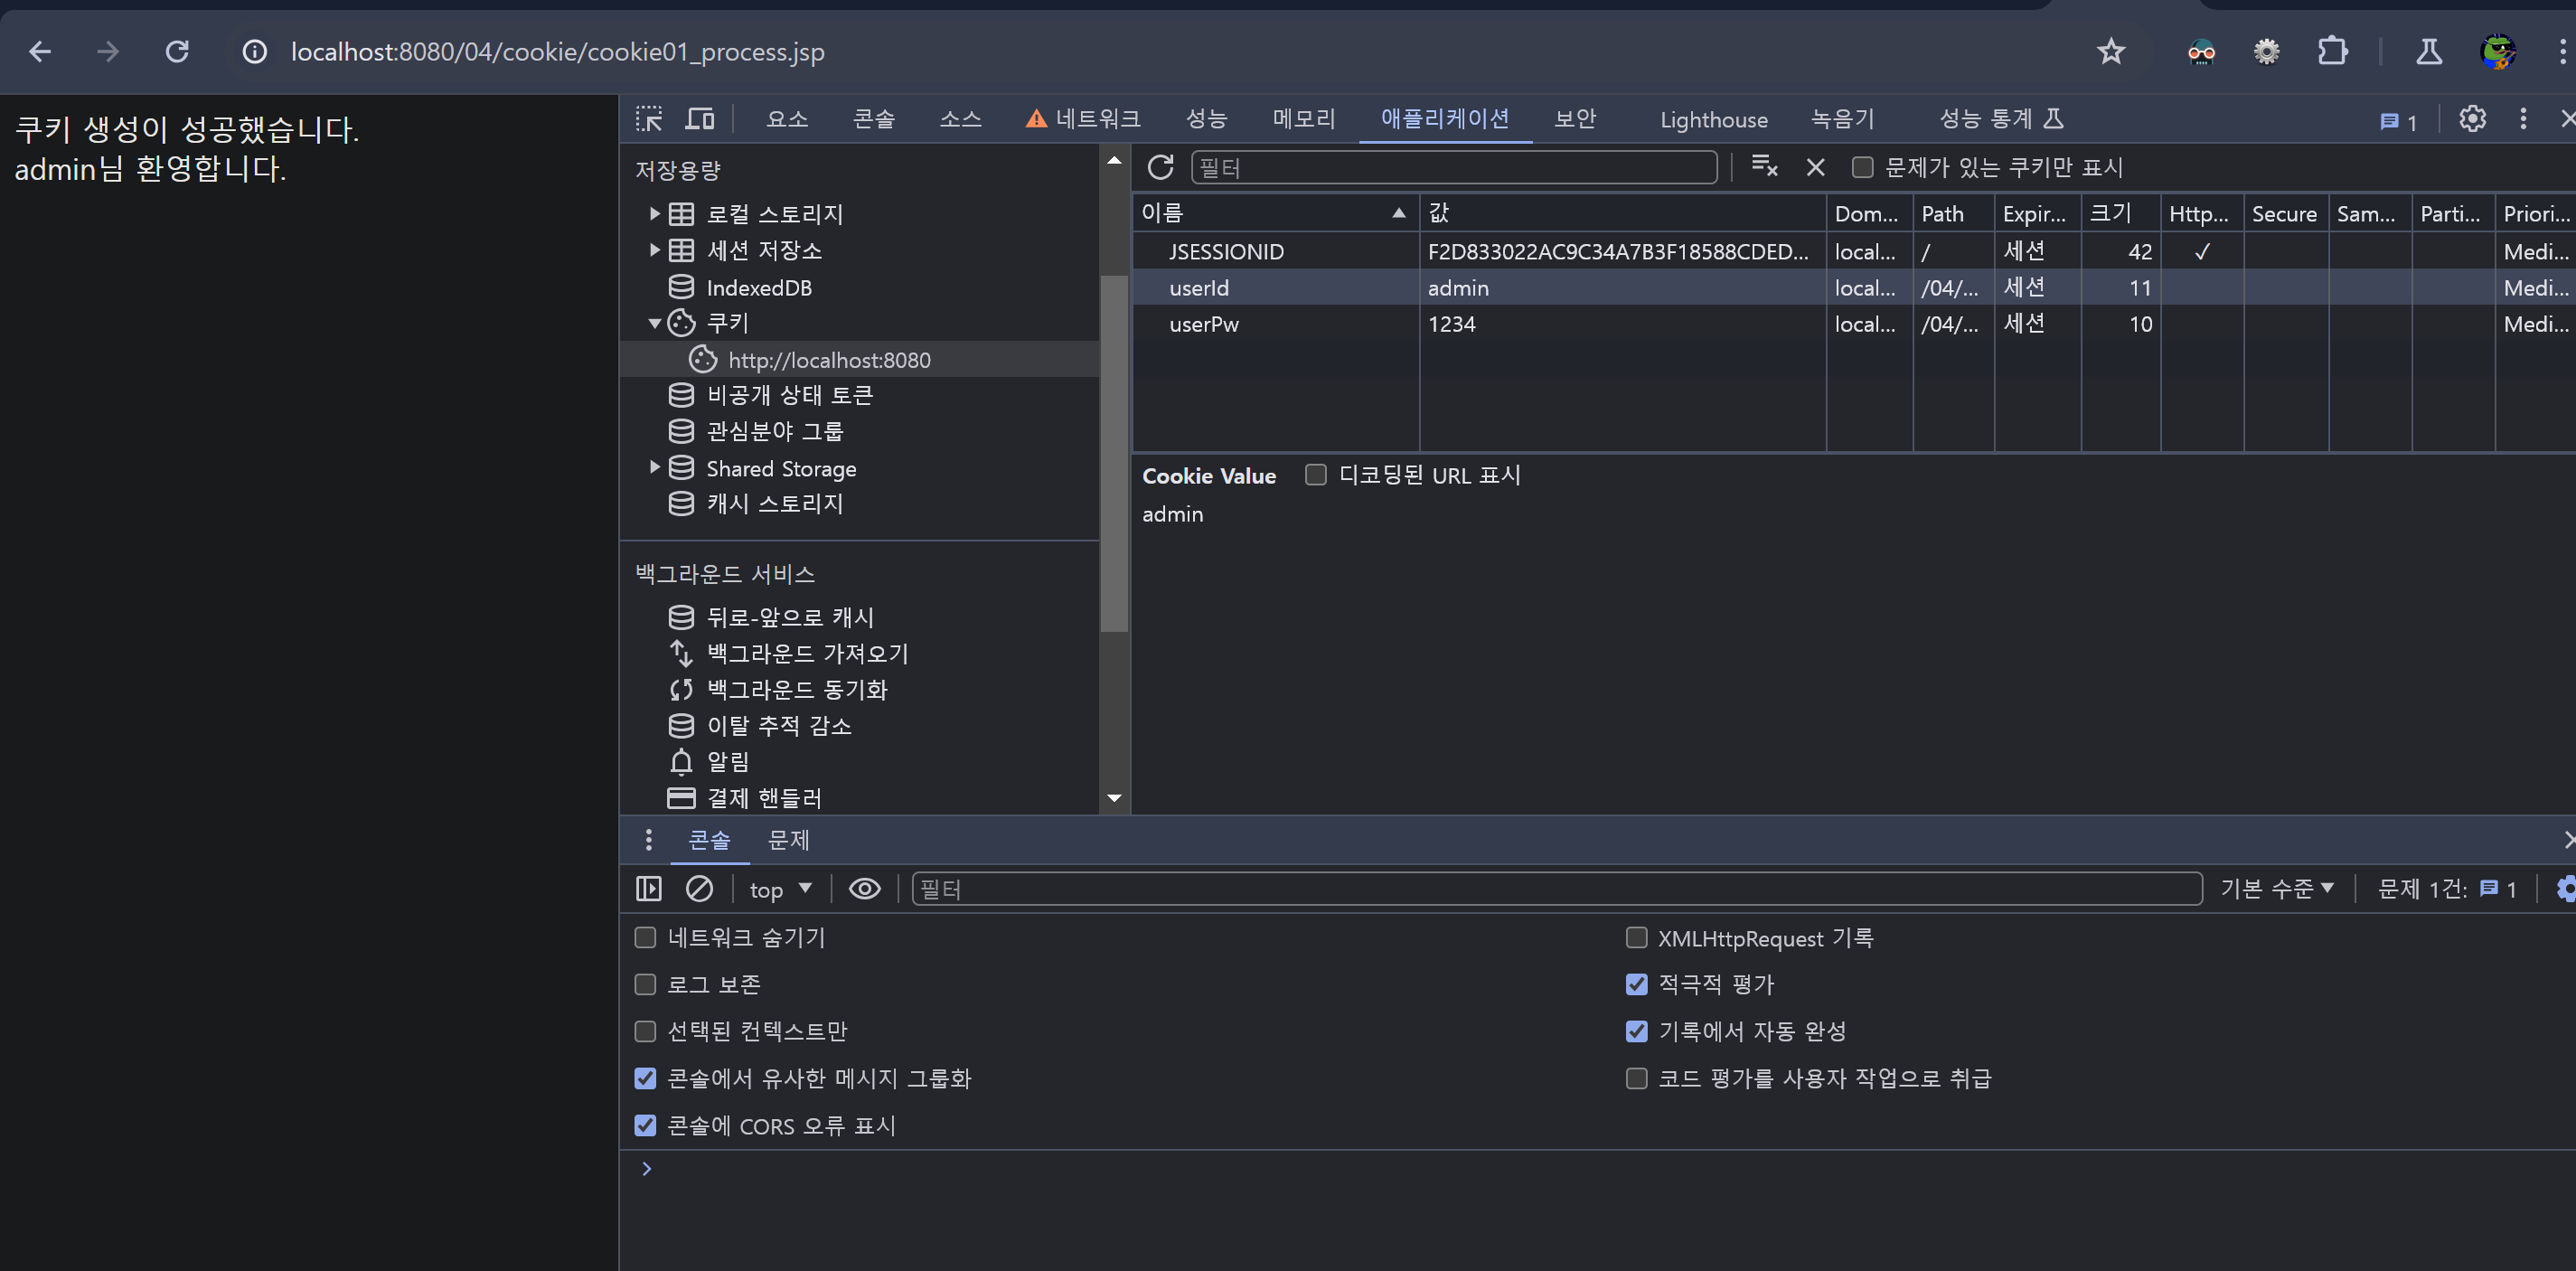 localhost:8080/04/cookie/cookie01_process.jsp
쿠키 생성이 성공했습니다.
admin님 환영합니다.
요소 콘솔 소스 네트워크 성능 메모리 애플리케이션 보안 Lighthouse 녹음기 성능 통계 1
저장용량
로컬 스토리지
세션 저장소
IndexedDB
쿠키
http://localhost:8080
비공개 상태 토큰
관심분야 그룹
Shared Storage
캐시 스토리지
백그라운드 서비스
뒤로-앞으로 캐시
백그라운드 가져오기
백그라운드 동기화
이탈 추적 감소
알림
결제 핸들러
필터 문제가 있는 쿠키만 표시
이름 값 Dom... Path Expir... 크기 Http... Secure Sam... Parti... Priori...
JSESSIONID F2D833022AC9C34A7B3F18588CDED... local... / 세션 42 ✓ Medi...
userId admin local... /04/... 세션 11 Medi...
userPw 1234 local... /04/... 세션 10 Medi...
Cookie Value 디코딩된 URL 표시
admin
콘솔 문제
top 필터 기본 수준 문제 1건: 1
네트워크 숨기기 XMLHttpRequest 기록
로그 보존 적극적 평가
선택된 컨텍스트만 기록에서 자동 완성
콘솔에서 유사한 메시지 그룹화 코드 평가를 사용자 작업으로 취급
콘솔에 CORS 오류 표시